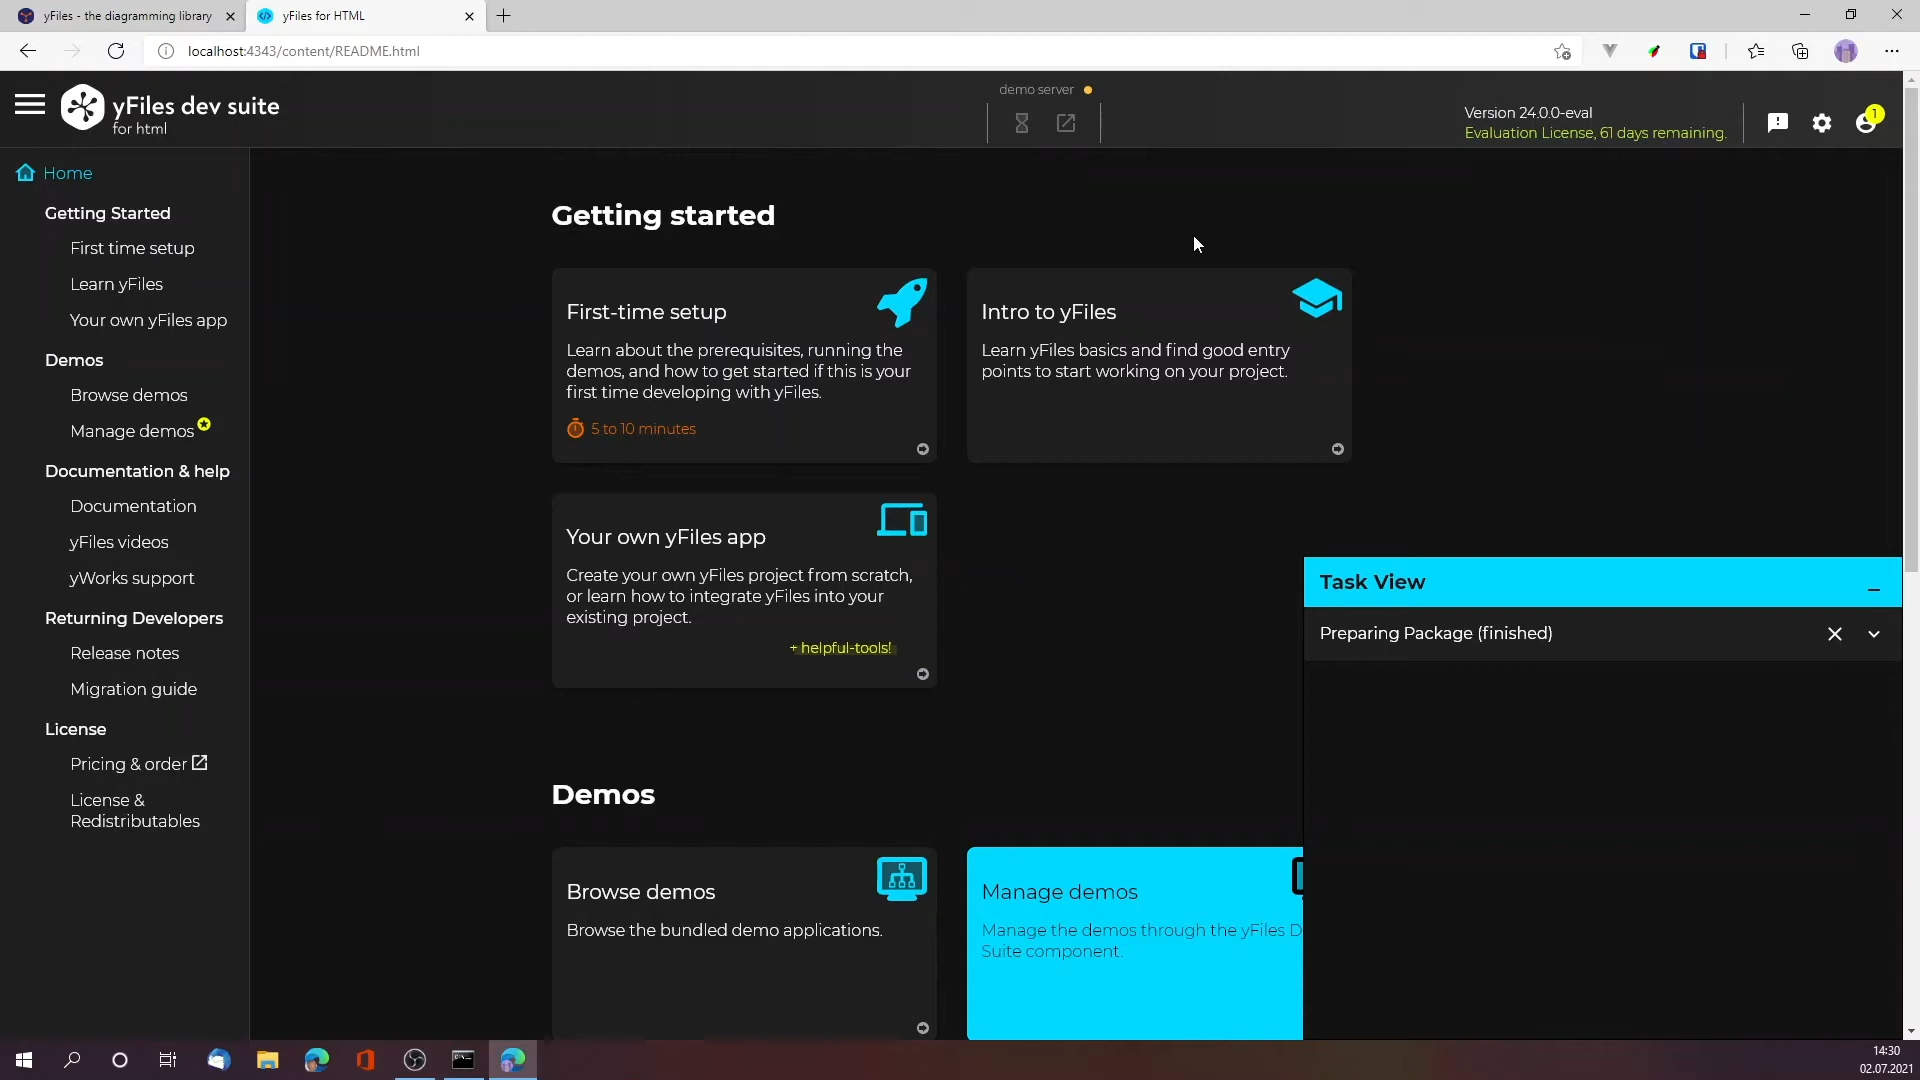 yFiles - the diagramming library
yFiles for HTML
localhost:4343/content/README.html
yFiles dev suite
for html
demo server
Version 24.0.0-eval
Evaluation License, 61 days remaining.
1
Home
Getting Started
First time setup
Learn yFiles
Your own yFiles app
Demos
Browse demos
Manage demos
Documentation & help
Documentation
yFiles videos
yWorks support
Returning Developers
Release notes
Migration guide
License
Pricing & order
License &
Redistributables
Getting started
First-time setup
Learn about the prerequisites, running the
demos, and how to get started if this is your
first time developing with yFiles.
5 to 10 minutes
Intro to yFiles
Learn yFiles basics and find good entry
points to start working on your project.
Your own yFiles app
Create your own yFiles project from scratch,
or learn how to integrate yFiles into your
existing project.
+ helpful-tools!
Task View
Preparing Package (finished)
Demos
Browse demos
Browse the bundled demo applications.
Manage demos
Manage the demos through the yFiles D
Suite component.
14:30
02.07.2021